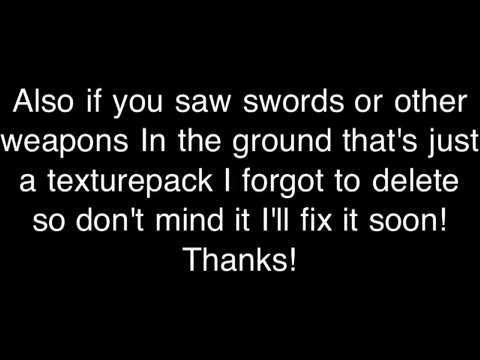 Also if you saw swords or other
weapons In the ground that's just
a texturepack I forgot to delete
so don't mind it I'll fix it soon!
Thanks!